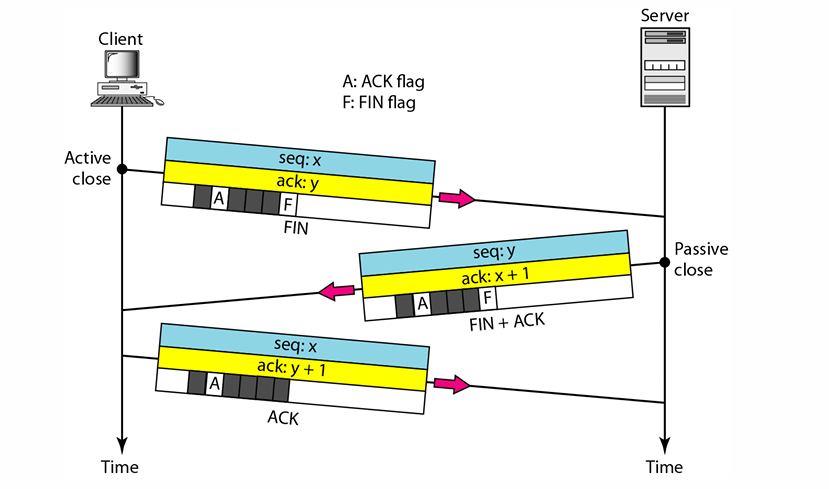 Client
Server
A: ACK flag
F: FIN flag
Active
close
seq: x
ack: y
A
F
FIN
Passive
close
seq: y
ack: x + 1
A
F
FIN + ACK
seq: x
ack: y + 1
A
ACK
Time
Time